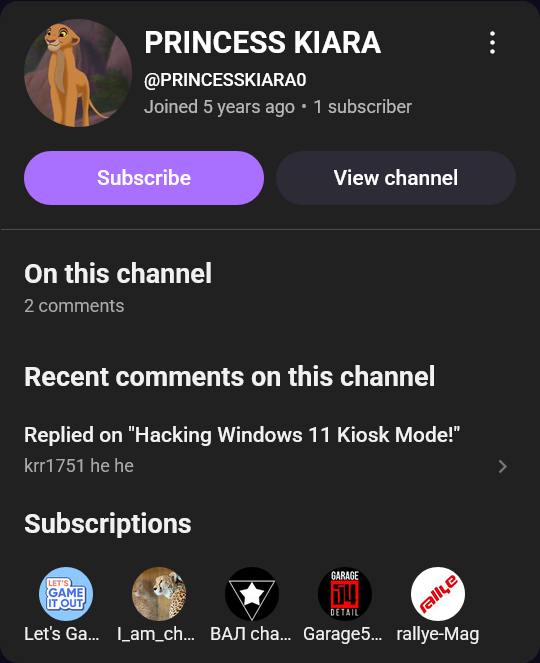 PRINCESS KIARA
@PRINCESSKIARA0
Joined 5 years ago • 1 subscriber
Subscribe
View channel
On this channel
2 comments
Recent comments on this channel
Replied on "Hacking Windows 11 Kiosk Mode!"
krr1751 he he
Subscriptions
LET'S
GAME
IT OUT
GARAGE
54
DETAIL
rallye
Let's Ga...
I_am_ch...
ВАЛ cha...
Garage5...
rallye-Mag